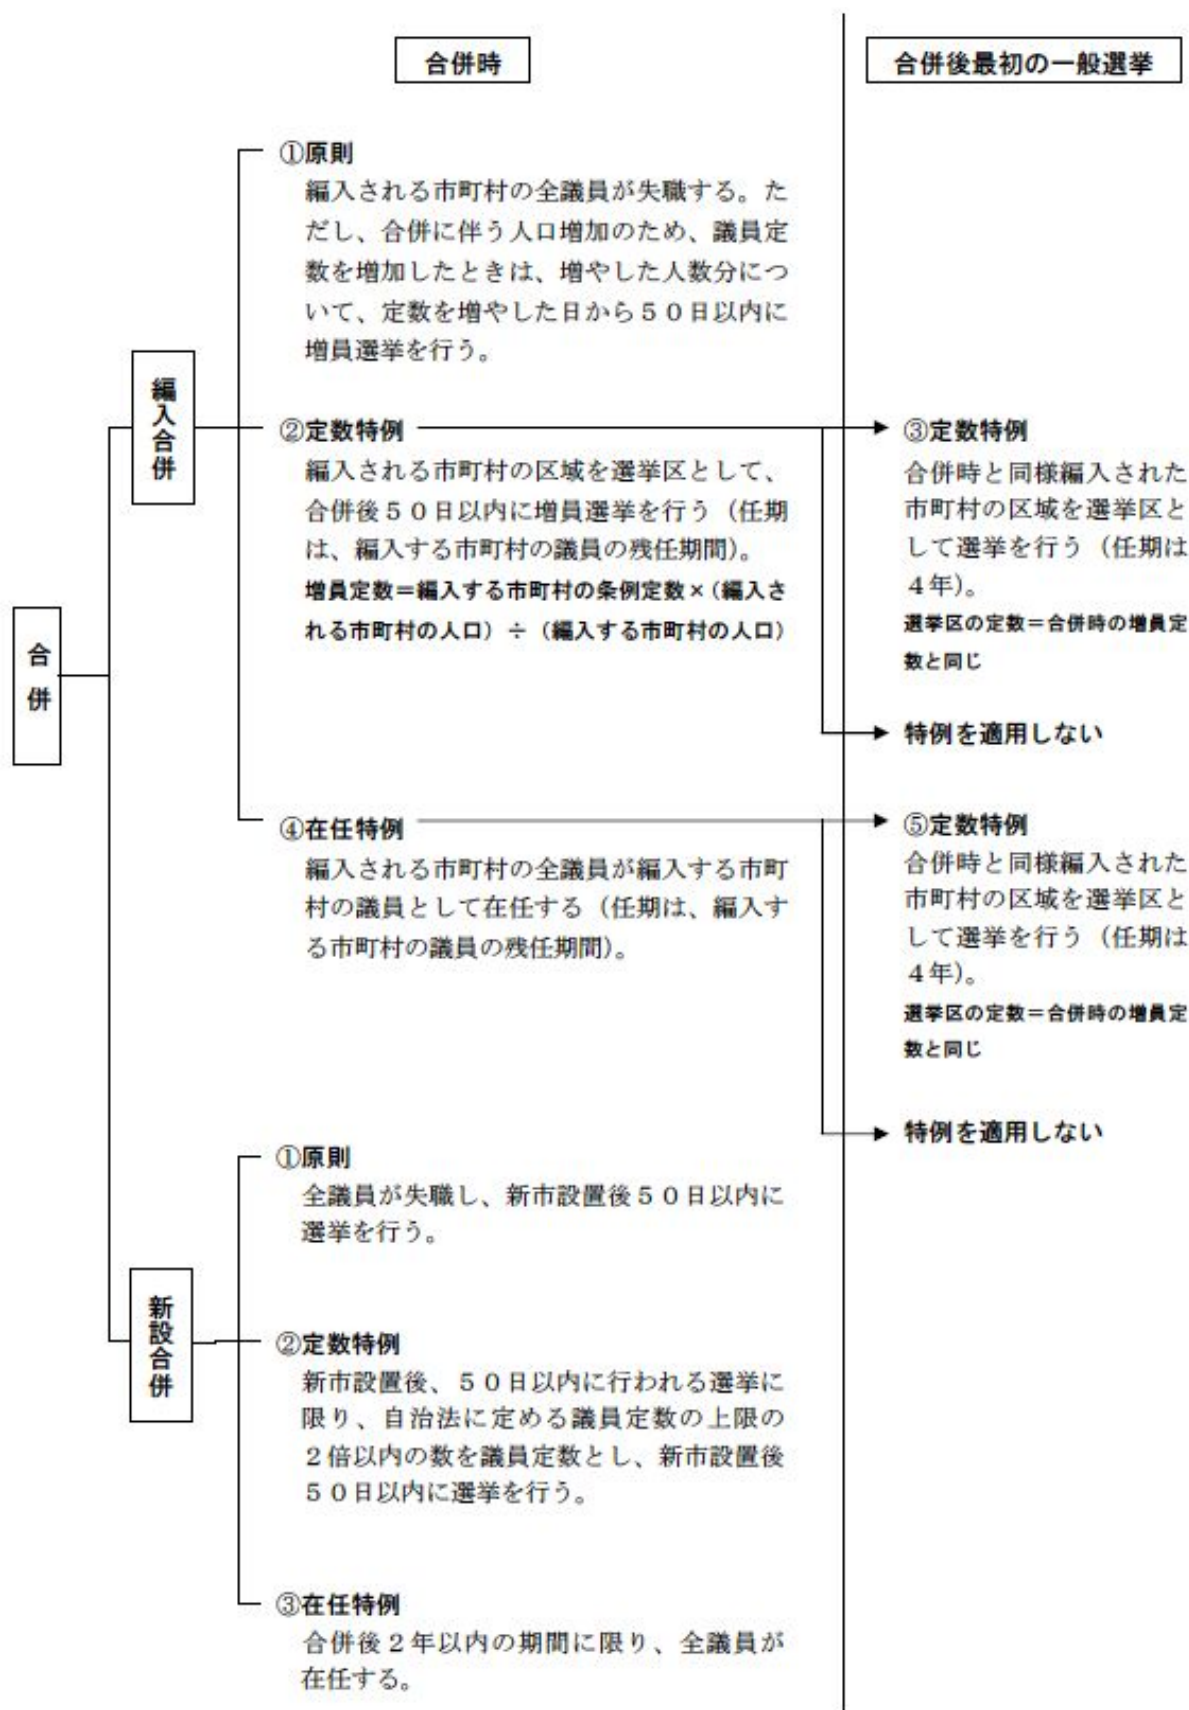 合併時
合併後最初の一般選挙
合併
編入合併
①原則
編入される市町村の全議員が失職する。た
だし、合併に伴う人口増加のため、議員定
数を増加したときは、増やした人数分につ
いて、定数を増やした日から５０日以内に
増員選挙を行う。
②定数特例
編入される市町村の区域を選挙区として、
合併後５０日以内に増員選挙を行う（任期
は、編入する市町村の議員の残任期間）。
増員定数＝編入する市町村の条例定数×（編入さ
れる市町村の人口）÷（編入する市町村の人口）
③定数特例
合併時と同様編入された
市町村の区域を選挙区と
して選挙を行う（任期は
４年）。
選挙区の定数＝合併時の増員定
数と同じ
特例を適用しない
④在任特例
編入される市町村の全議員が編入する市町
村の議員として在任する（任期は、編入す
る市町村の議員の残任期間）。
⑤定数特例
合併時と同様編入された
市町村の区域を選挙区と
して選挙を行う（任期は
４年）。
選挙区の定数＝合併時の増員定
数と同じ
特例を適用しない
新設合併
①原則
全議員が失職し、新市設置後５０日以内に
選挙を行う。
②定数特例
新市設置後、５０日以内に行われる選挙に
限り、自治法に定める議員定数の上限の
２倍以内の数を議員定数とし、新市設置後
５０日以内に選挙を行う。
③在任特例
合併後２年以内の期間に限り、全議員が
在任する。